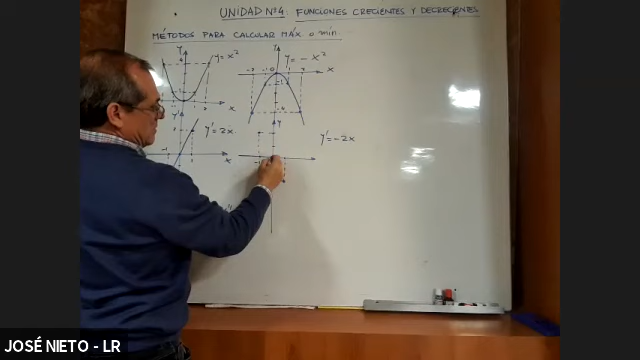 UNIDAD Nº4. FUNCIONES CRECIENTES Y DECRECIENTES
MÉTODOS PARA CALCULAR MÁX o mín.
y
y = x²
x
y
y = - x²
x
y'
y' = 2x
x
y
y' = -2x
JOSÉ NIETO - LR